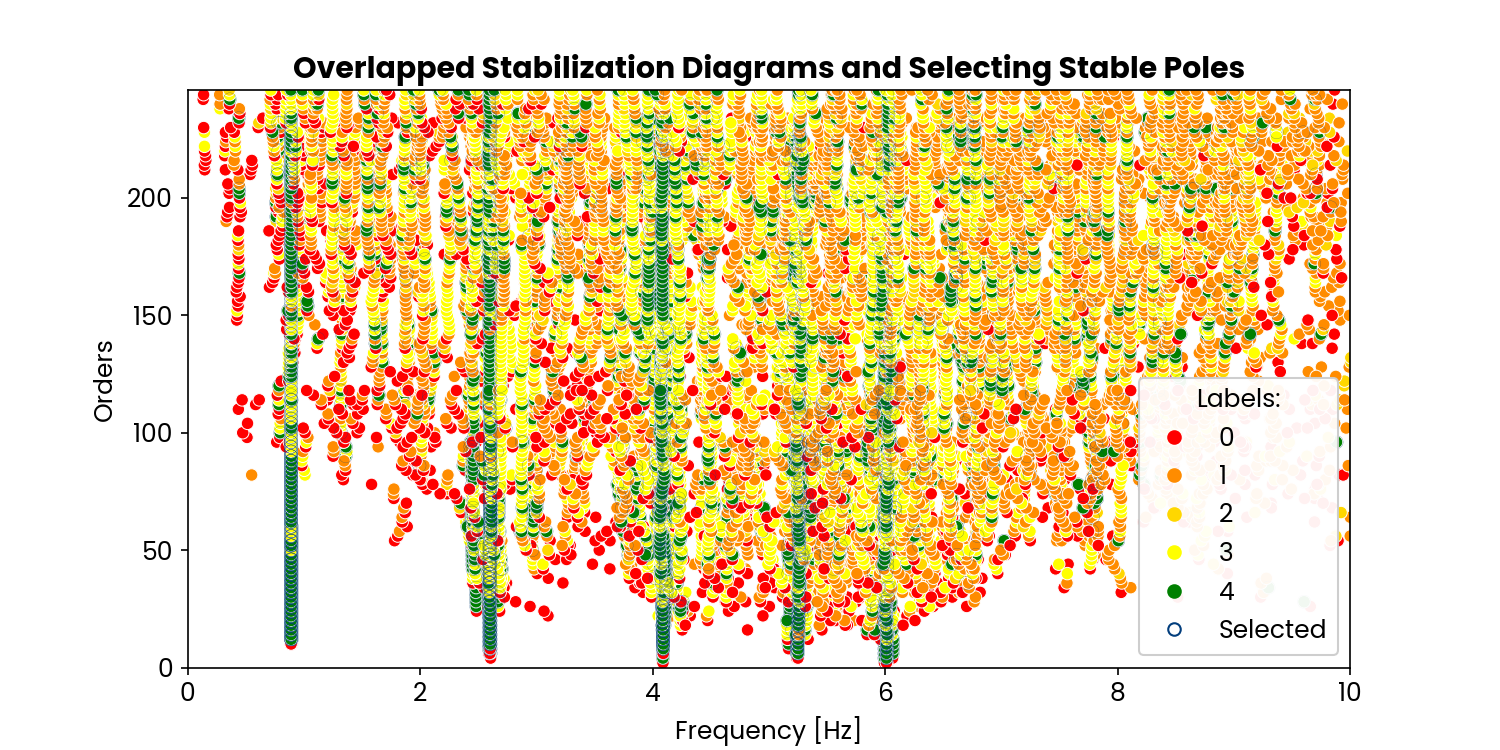 Overlapped Stabilization Diagrams and Selecting Stable Poles
Orders
200
150
100
50
0
0 2 4 6 8 10
Frequency [Hz]
Labels:
0
1
2
3
4
Selected